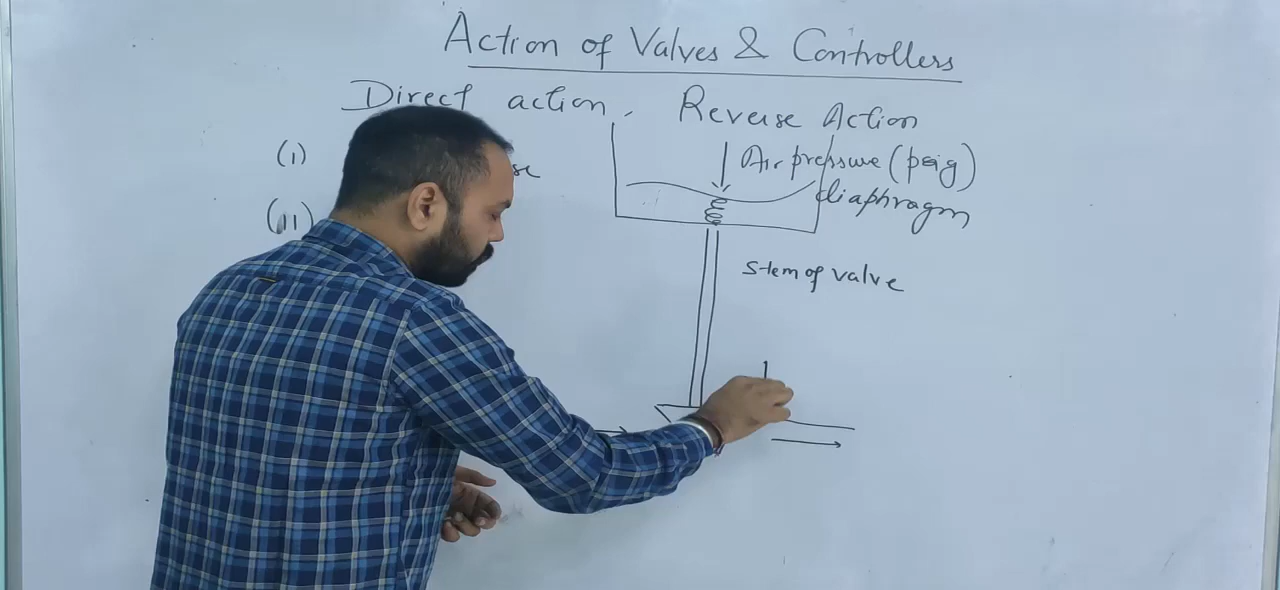 Action of Valves & Controllers
Direct action, Reverse Action
(I)
Air pressure (psig)
diaphragm
(II)
Stem of valve